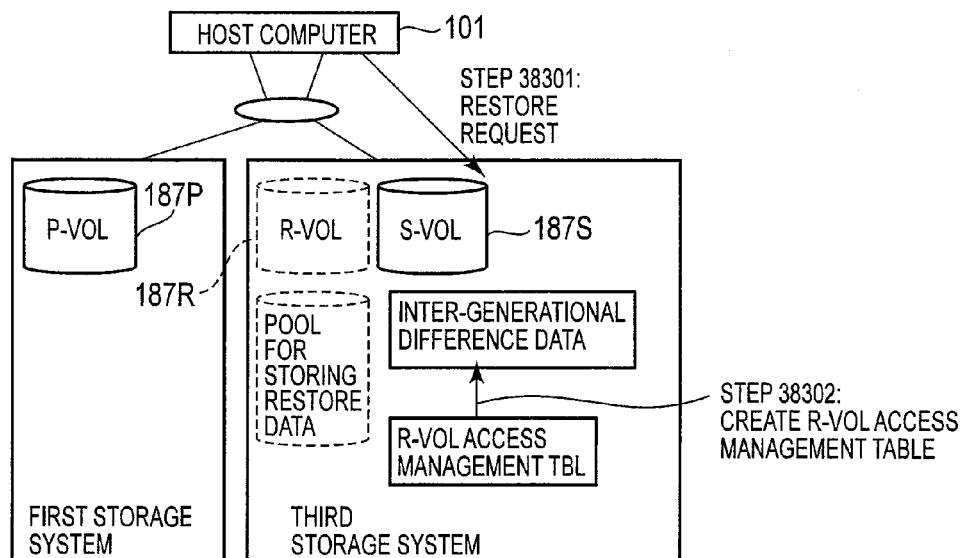 HOST COMPUTER
101
STEP 38301:
RESTORE
REQUEST
187P
P-VOL
R-VOL
S-VOL
187S
187R
POOL
FOR
STORING
RESTORE
DATA
INTER-GENERATIONAL
DIFFERENCE DATA
STEP 38302:
CREATE R-VOL ACCESS
MANAGEMENT TABLE
R-VOL ACCESS
MANAGEMENT TBL
FIRST STORAGE
SYSTEM
THIRD
STORAGE SYSTEM